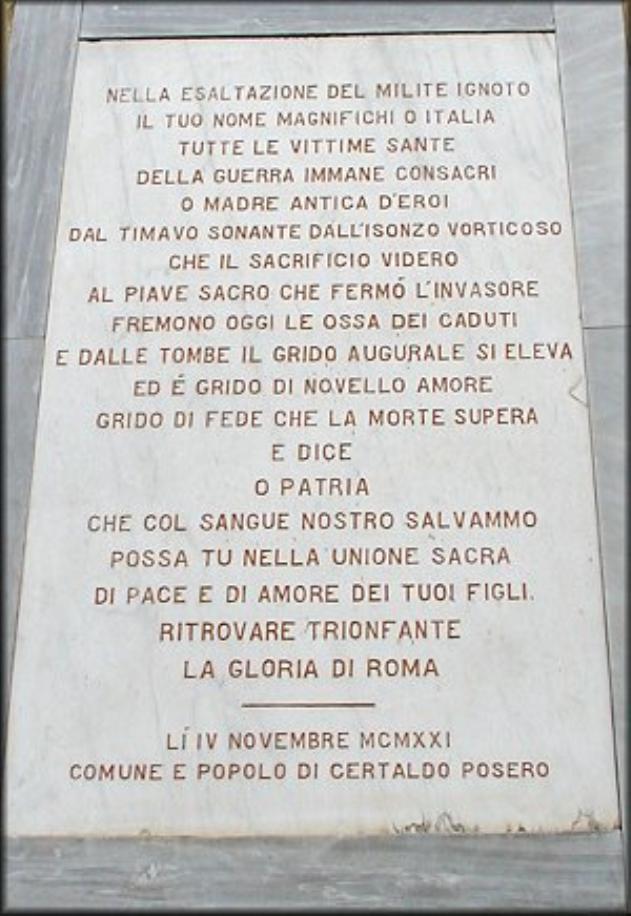 NELLA ESALTAZIONE DEL MILITE IGNOTO
IL TUO NOME MAGNIFICHI O ITALIA
TUTTE LE VITTIME SANTE
DELLA GUERRA IMMANE CONSACRI
O MADRE ANTICA D'EROI
DAL TIMAVO SONANTE DALL'ISONZO VORTICOSO
CHE IL SACRIFICIO VIDERO
AL PIAVE SACRO CHE FERMÓ L'INVASORE
FREMONO OGGI LE OSSA DEI CADUTI
E DALLE TOMBE IL GRIDO AUGURALE SI ELEVA
ED É GRIDO DI NOVELLO AMORE
GRIDO DI FEDE CHE LA MORTE SUPERA
E DICE
O PATRIA
CHE COL SANGUE NOSTRO SALVAMMO
POSSA TU NELLA UNIONE SACRA
DI PACE E DI AMORE DEI TUOI FIGLI.
RITROVARE TRIONFANTE
LA GLORIA DI ROMA
LÍ IV NOVEMBRE MCMXXI
COMUNE E POPOLO DI CERTALDO POSERO